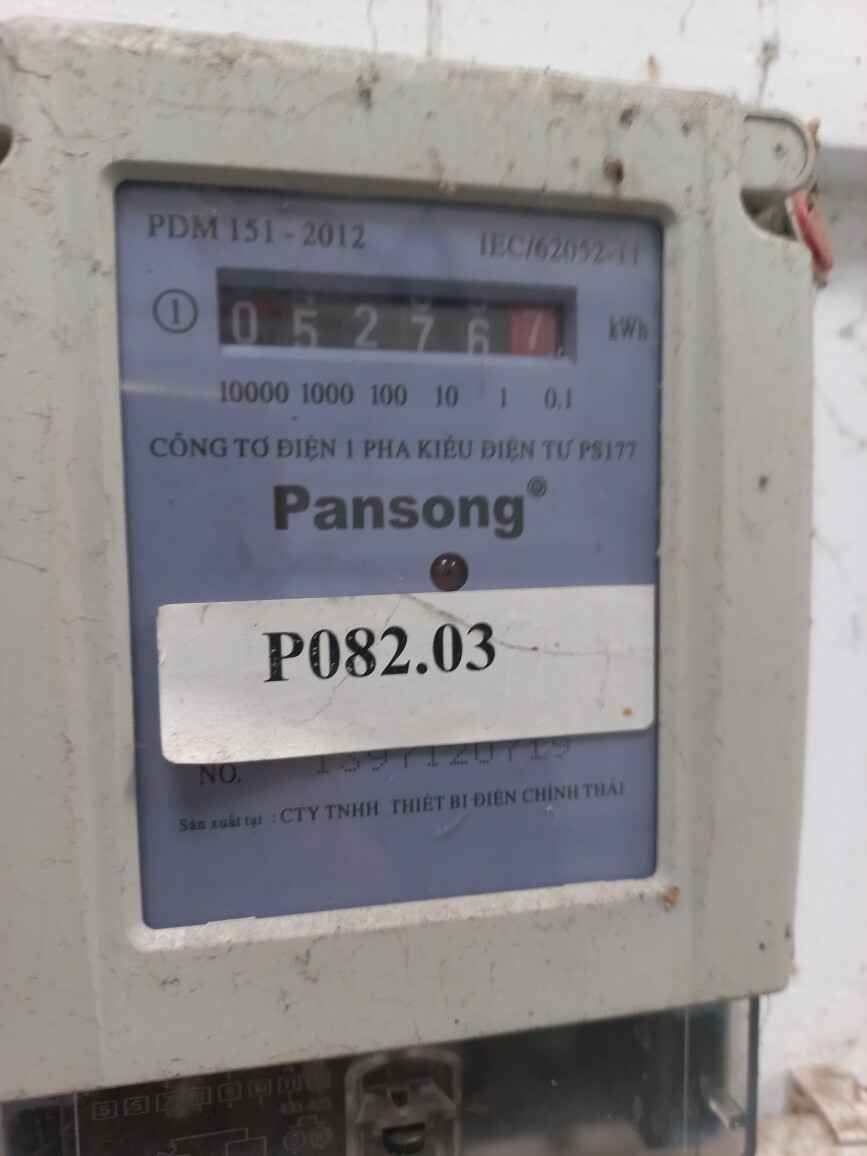 PDM 151 - 2012 IEC/62052-11
1 0 5 2 7 6 7 kWh
10000 1000 100 10 1 0.1
CÔNG TƠ ĐIỆN 1 PHA KIỂU ĐIỆN TỬ PS177
Pansong®
P082.03
NO.
Sản xuất tại : CTY TNHH THIẾT BỊ ĐIỆN CHÍNH THÁI